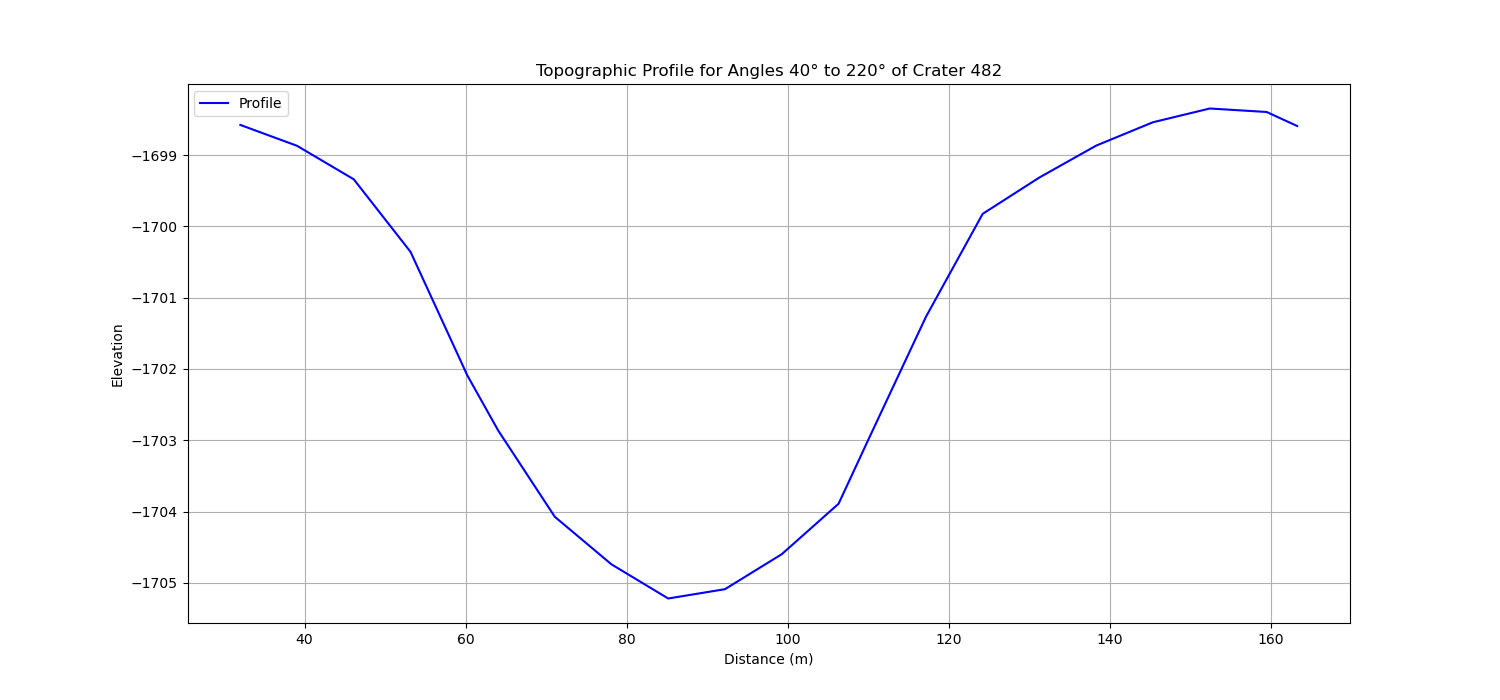 Topographic Profile for Angles 40° to 220° of Crater 482
Profile
−1699
−1700
−1701
−1702
−1703
−1704
−1705
Elevation
40 60 80 100 120 140 160
Distance (m)